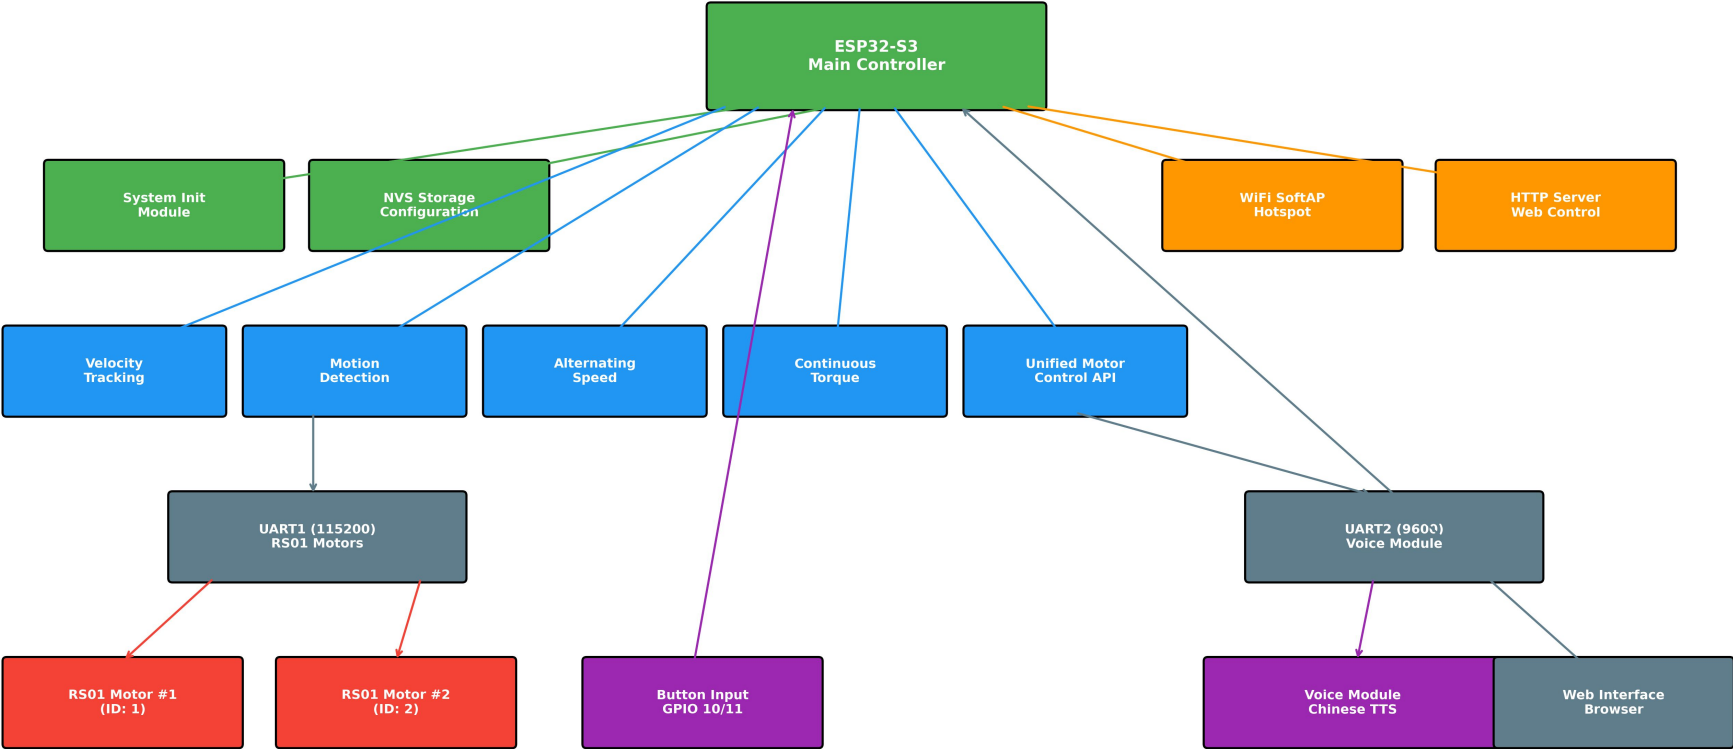 ESP32-S3
Main Controller
System Init
Module
NVS Storage
Configuration
WiFi SoftAP
Hotspot
HTTP Server
Web Control
Velocity
Tracking
Motion
Detection
Alternating
Speed
Continuous
Torque
Unified Motor
Control API
UART1 (115200)
RS01 Motors
UART2 (9600)
Voice Module
RS01 Motor #1
(ID: 1)
RS01 Motor #2
(ID: 2)
Button Input
GPIO 10/11
Voice Module
Chinese TTS
Web Interface
Browser